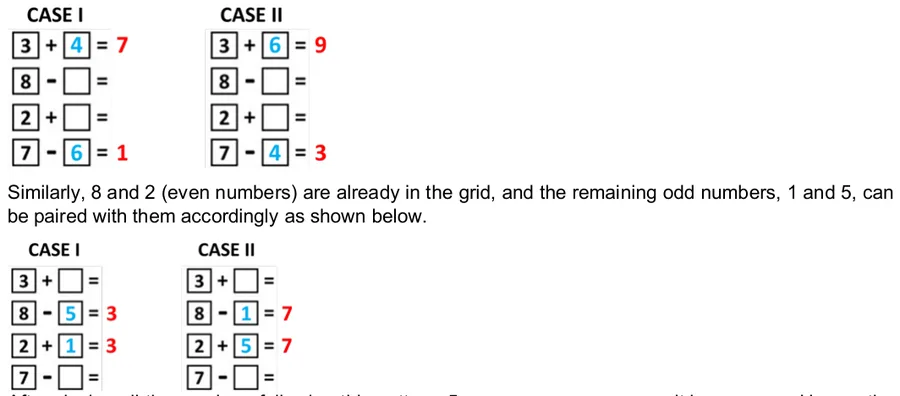 CASE I CASE II
3 + 4 = 7 3 + 6 = 9
8 - = 8 - =
2 + = 2 + =
7 - 6 = 1 7 - 4 = 3
Similarly, 8 and 2 (even numbers) are already in the grid, and the remaining odd numbers, 1 and 5, can
be paired with them accordingly as shown below.
CASE I CASE II
3 + = 3 + =
8 - 5 = 3 8 - 1 = 7
2 + 1 = 3 2 + 5 = 7
7 - = 7 - =